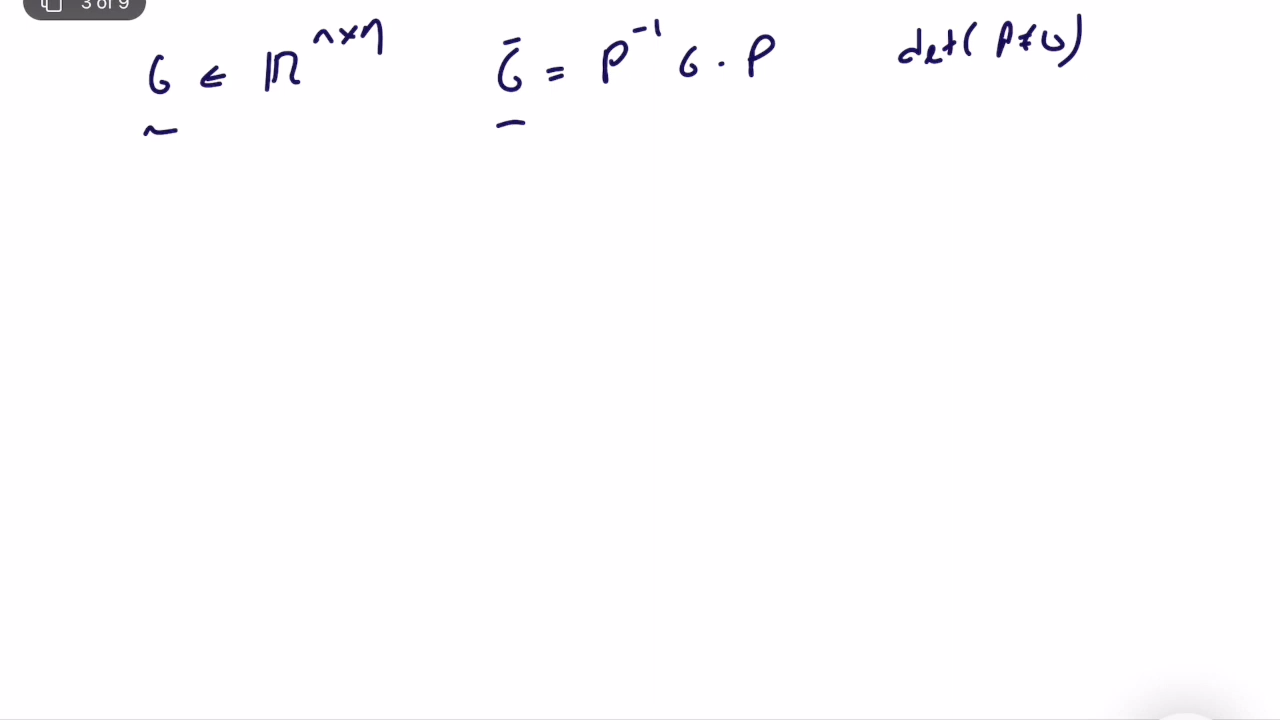 3 of 9
G ∈ ℝ^{n×n} Ḡ = P^{-1} G · P det( P≠0)